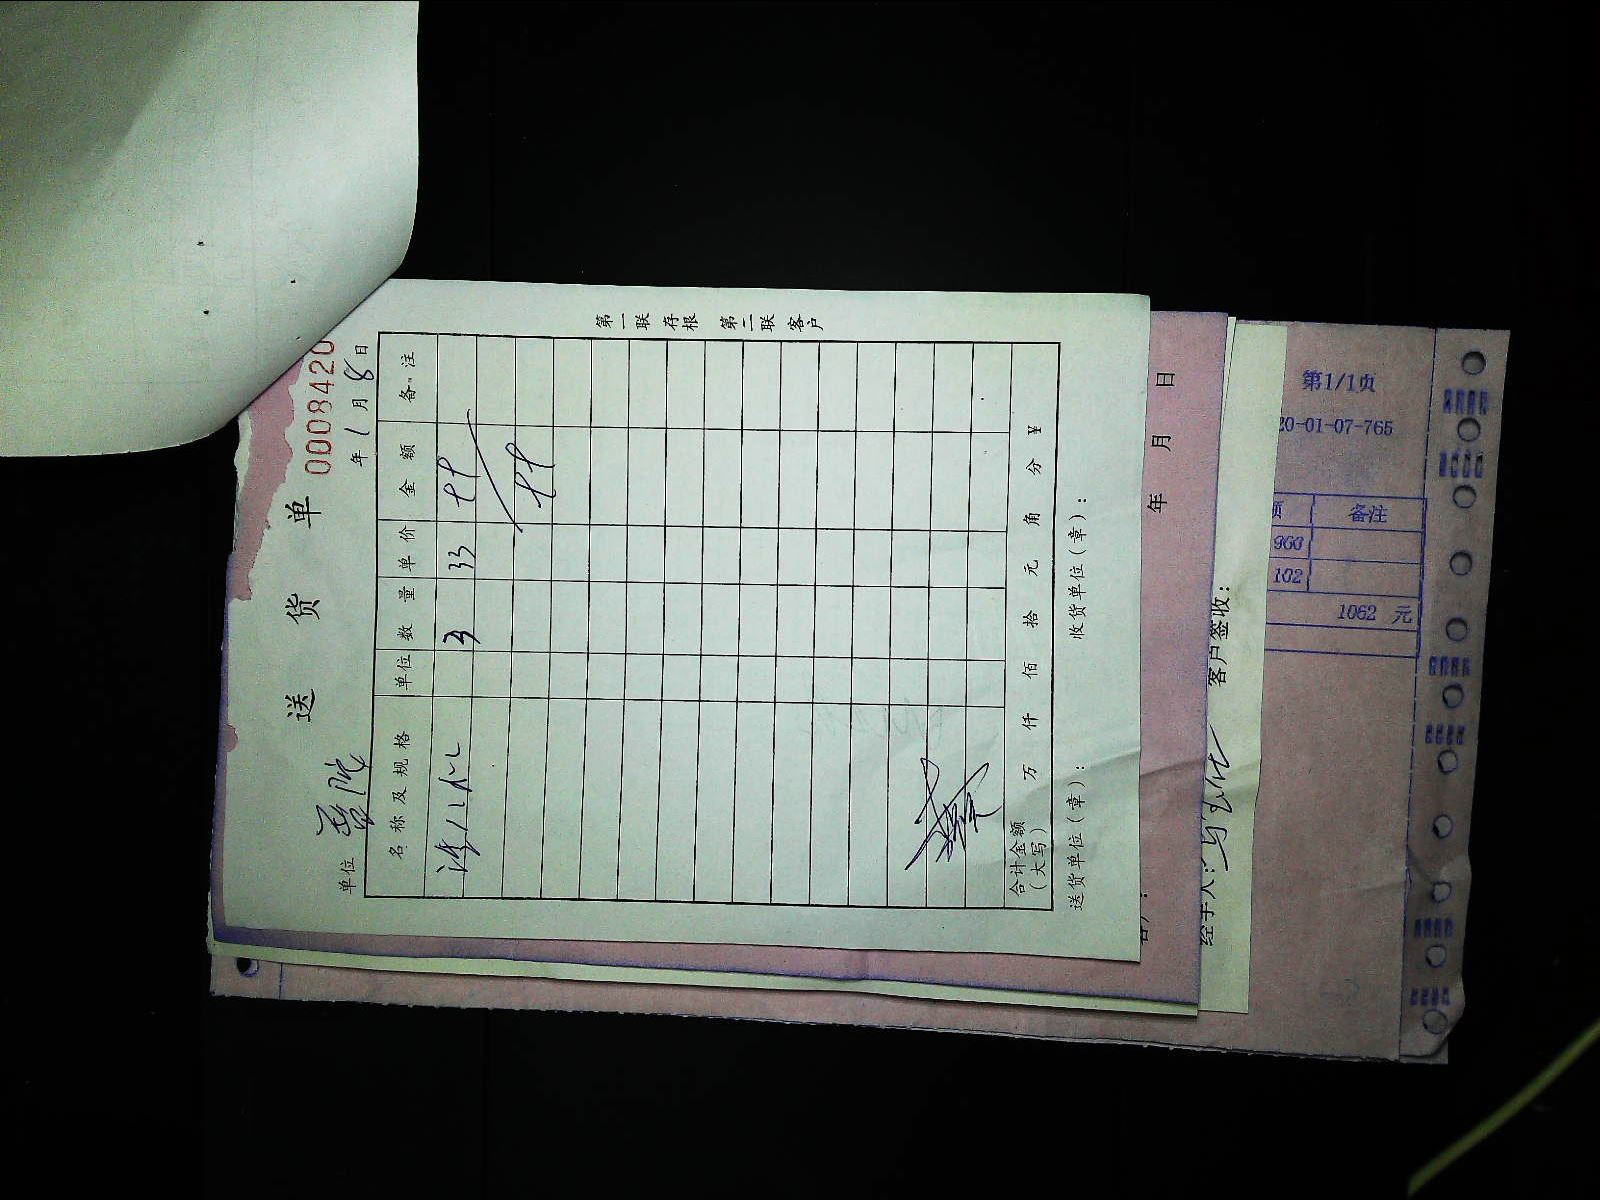 送 货 单
0008420
单位
年 1 月 8 日
名 称 及 规 格 单位 数 量 单 价 金 额 备 注
3 33 99
99
合计金额
（大写） 万 仟 佰 拾 元 角 分 ¥
送货单位（章）： 收货单位（章）：
第一联 存根 第二联 客户
年 月 日
经手人： 客户签收：
第1/1页
20-01-07-765
额 备注
960
102
1062 元